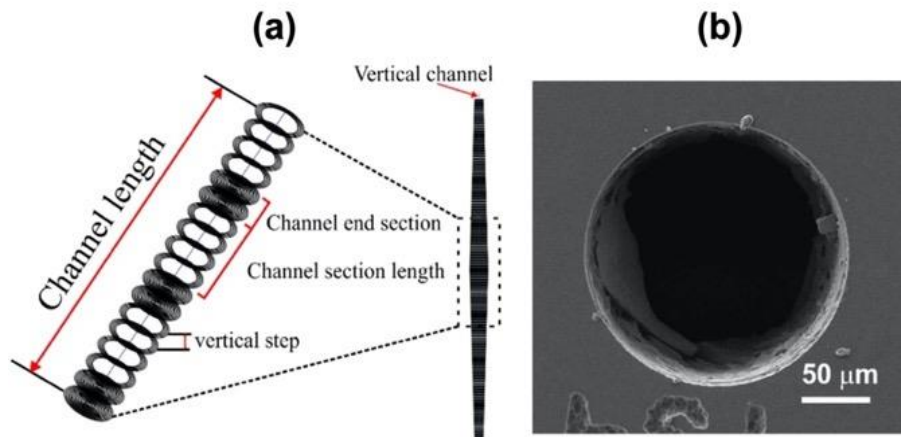 (a)
(b)
Vertical channel
Channel length
Channel end section
Channel section length
vertical step
50 μm